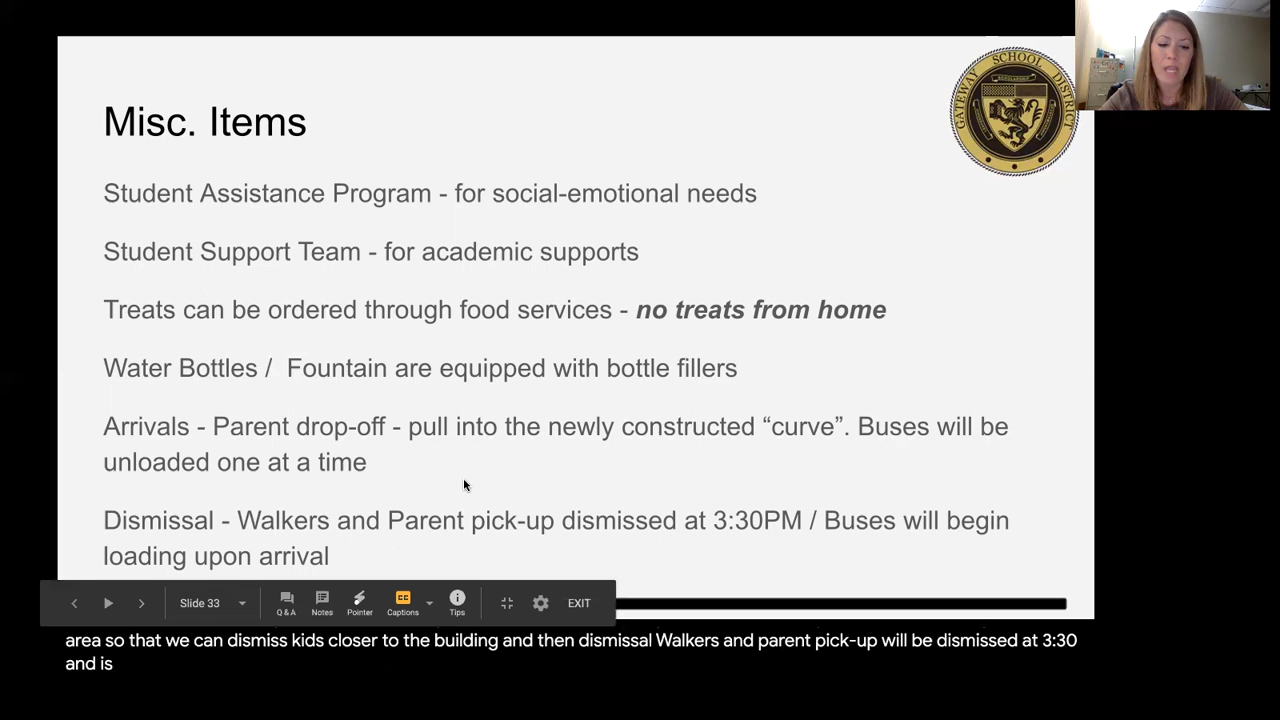 GATEWAY SCHOOL DISTRICT
Misc. Items
Student Assistance Program - for social-emotional needs
Student Support Team - for academic supports
Treats can be ordered through food services - no treats from home
Water Bottles /  Fountain are equipped with bottle fillers
Arrivals - Parent drop-off - pull into the newly constructed “curve”. Buses will be
unloaded one at a time
Dismissal - Walkers and Parent pick-up dismissed at 3:30PM / Buses will begin
loading upon arrival
Slide 33
Q & A
Notes
Pointer
CC
Captions
Tips
EXIT
area so that we can dismiss kids closer to the building and then dismissal Walkers and parent pick-up will be dismissed at 3:30
and is